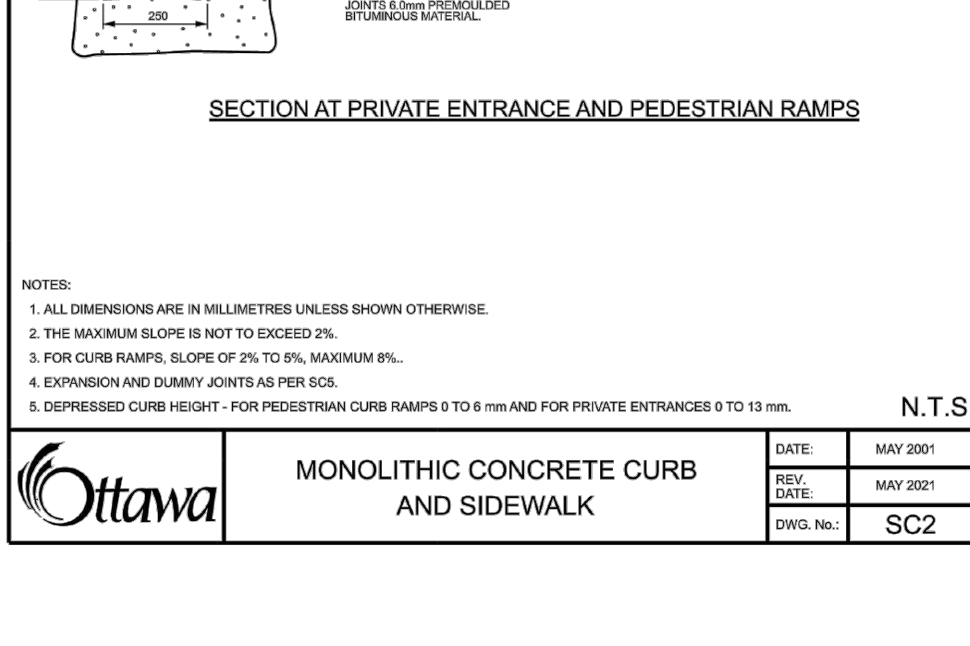 JOINTS 6.0mm PREMOULDED
BITUMINOUS MATERIAL.
250
SECTION AT PRIVATE ENTRANCE AND PEDESTRIAN RAMPS
NOTES:
1. ALL DIMENSIONS ARE IN MILLIMETRES UNLESS SHOWN OTHERWISE.
2. THE MAXIMUM SLOPE IS NOT TO EXCEED 2%.
3. FOR CURB RAMPS, SLOPE OF 2% TO 5%, MAXIMUM 8%..
4. EXPANSION AND DUMMY JOINTS AS PER SC5.
5. DEPRESSED CURB HEIGHT - FOR PEDESTRIAN CURB RAMPS 0 TO 6 mm AND FOR PRIVATE ENTRANCES 0 TO 13 mm.
N.T.S
Ottawa
MONOLITHIC CONCRETE CURB
AND SIDEWALK
DATE:
MAY 2001
REV.
DATE:
MAY 2021
DWG. No.:
SC2